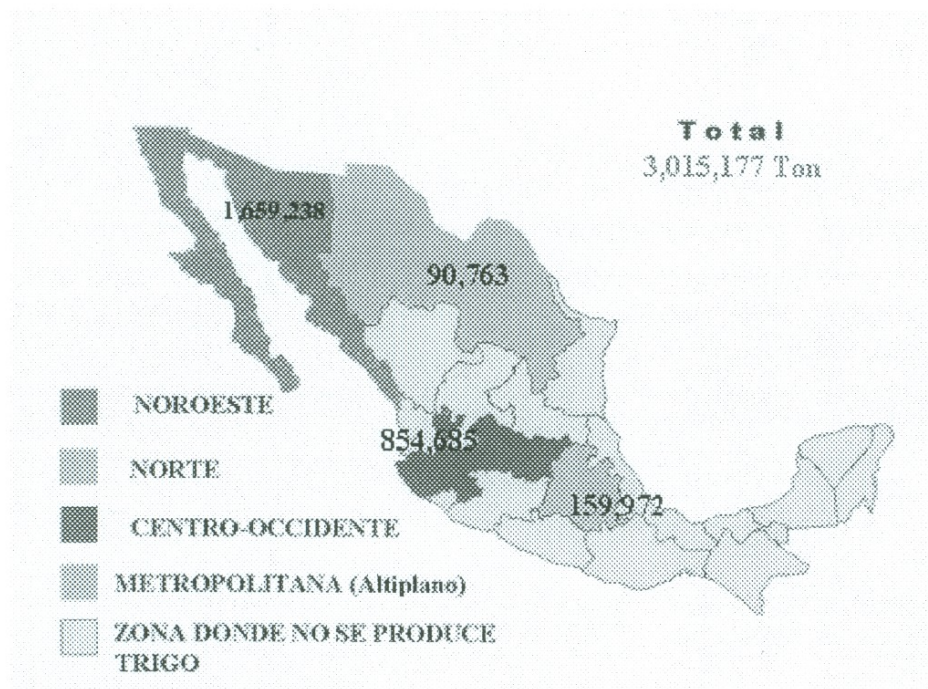 Total
3,015,177 Ton
1,659,238
90,763
854,685
159,972
NOROESTE
NORTE
CENTRO-OCCIDENTE
METROPOLITANA (Altiplano)
ZONA DONDE NO SE PRODUCE
TRIGO